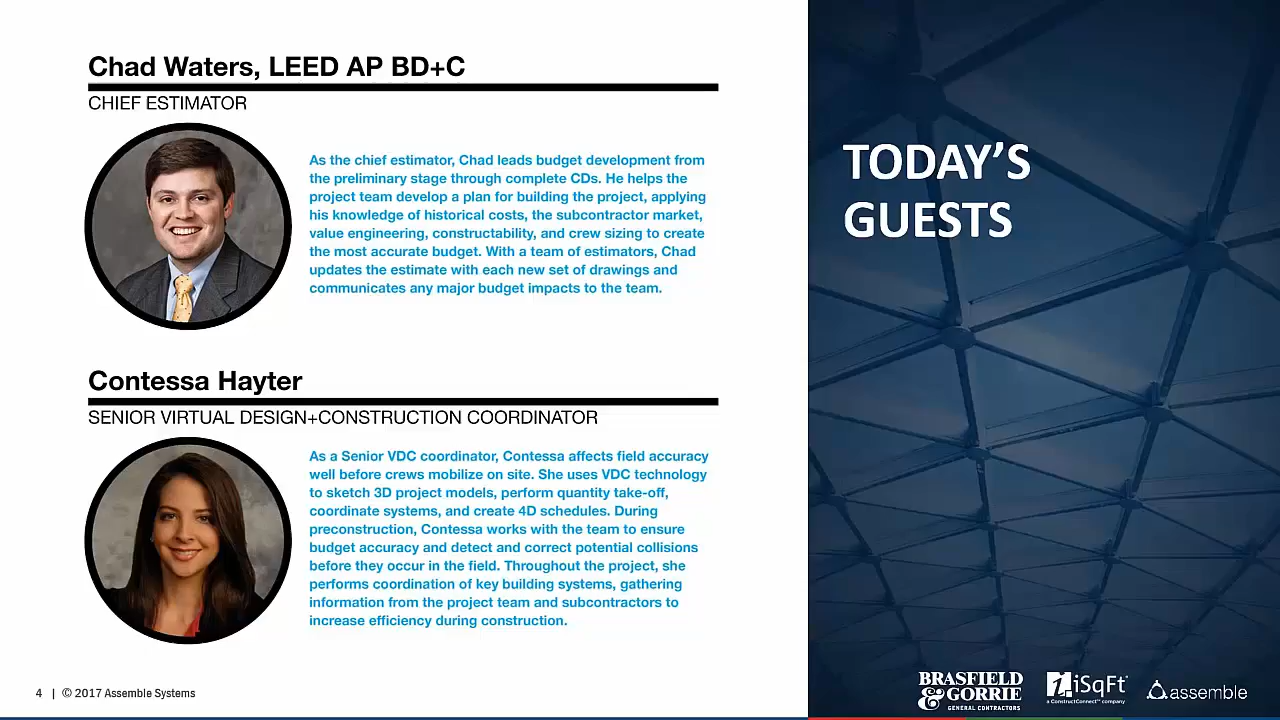 Chad Waters, LEED AP BD+C
CHIEF ESTIMATOR
As the chief estimator, Chad leads budget development from
the preliminary stage through complete CDs. He helps the
project team develop a plan for building the project, applying
his knowledge of historical costs, the subcontractor market,
value engineering, constructability, and crew sizing to create
the most accurate budget. With a team of estimators, Chad
updates the estimate with each new set of drawings and
communicates any major budget impacts to the team.
Contessa Hayter
SENIOR VIRTUAL DESIGN+CONSTRUCTION COORDINATOR
As a Senior VDC coordinator, Contessa affects field accuracy
well before crews mobilize on site. She uses VDC technology
to sketch 3D project models, perform quantity take-off,
coordinate systems, and create 4D schedules. During
preconstruction, Contessa works with the team to ensure
budget accuracy and detect and correct potential collisions
before they occur in the field. Throughout the project, she
performs coordination of key building systems, gathering
information from the project team and subcontractors to
increase efficiency during construction.
4 | © 2017 Assemble Systems
TODAY'S
GUESTS
BRASFIELD
& GORRIE
GENERAL CONTRACTORS
iSqFt
a ConstructConnect™ company
assemble